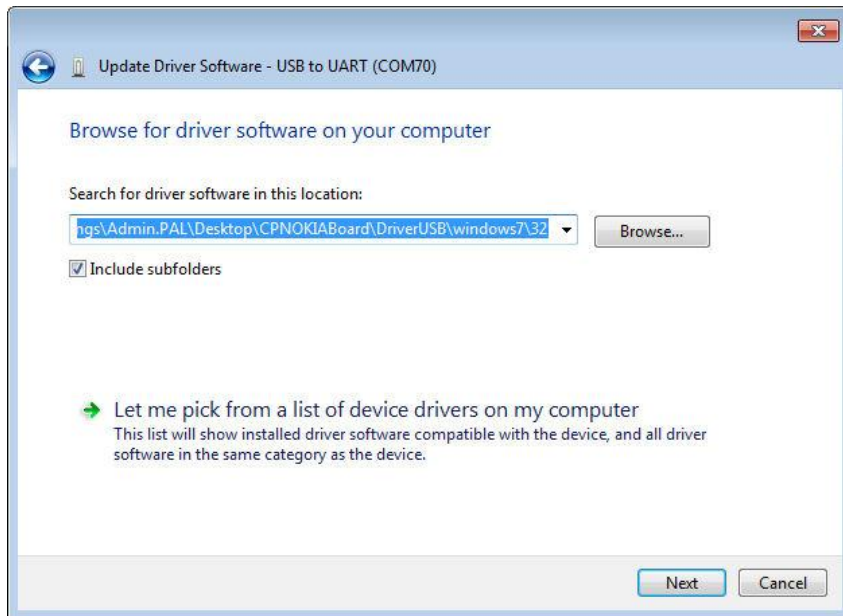 Update Driver Software - USB to UART (COM70)
Browse for driver software on your computer
Search for driver software in this location:
ngs\Admin.PAL\Desktop\CPNOKIABoard\DriverUSB\windows7\32
Browse...
Include subfolders
Let me pick from a list of device drivers on my computer
This list will show installed driver software compatible with the device, and all driver
software in the same category as the device.
Next
Cancel